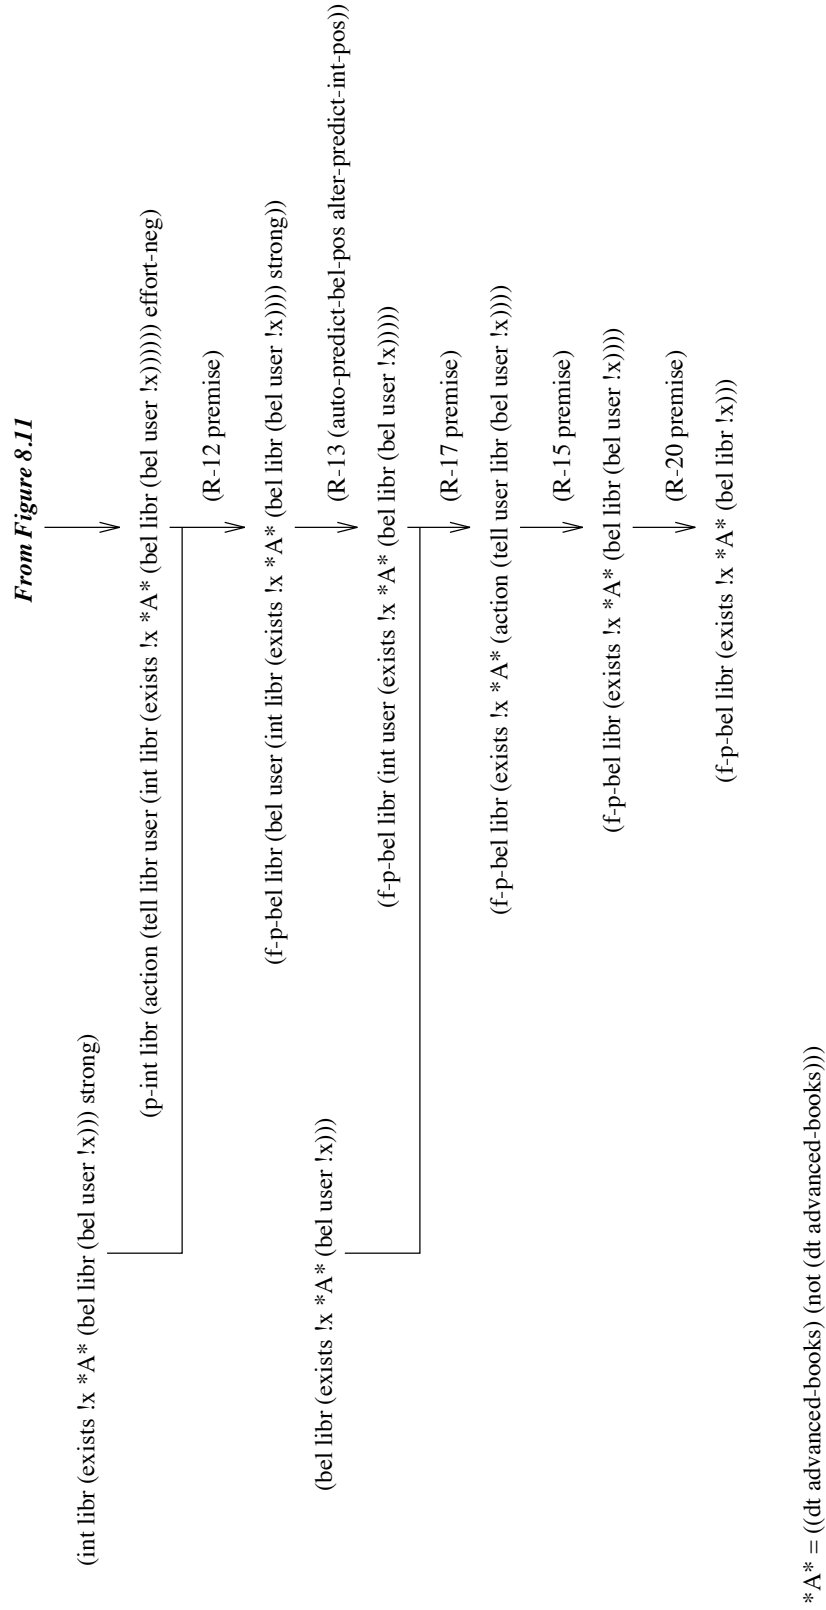 From Figure 8.11
(int libr (exists !x *A* (bel libr (bel user !x))) strong)
(p-int libr (action (tell libr user (int libr (exists !x *A* (bel libr (bel user !x)))))) effort-neg)
(R-12 premise)
(f-p-bel libr (bel user (int libr (exists !x *A* (bel libr (bel user !x)))) strong))
(R-13 (auto-predict-bel-pos alter-predict-int-pos))
(bel libr (exists !x *A* (bel user !x)))
(f-p-bel libr (int user (exists !x *A* (bel libr (bel user !x)))))
(R-17 premise)
(f-p-bel libr (exists !x *A* (action (tell user libr (bel user !x))))
(R-15 premise)
(f-p-bel libr (exists !x *A* (bel libr (bel user !x))))
(R-20 premise)
(f-p-bel libr (exists !x *A* (bel libr !x)))
*A* = ((dt advanced-books) (not (dt advanced-books)))